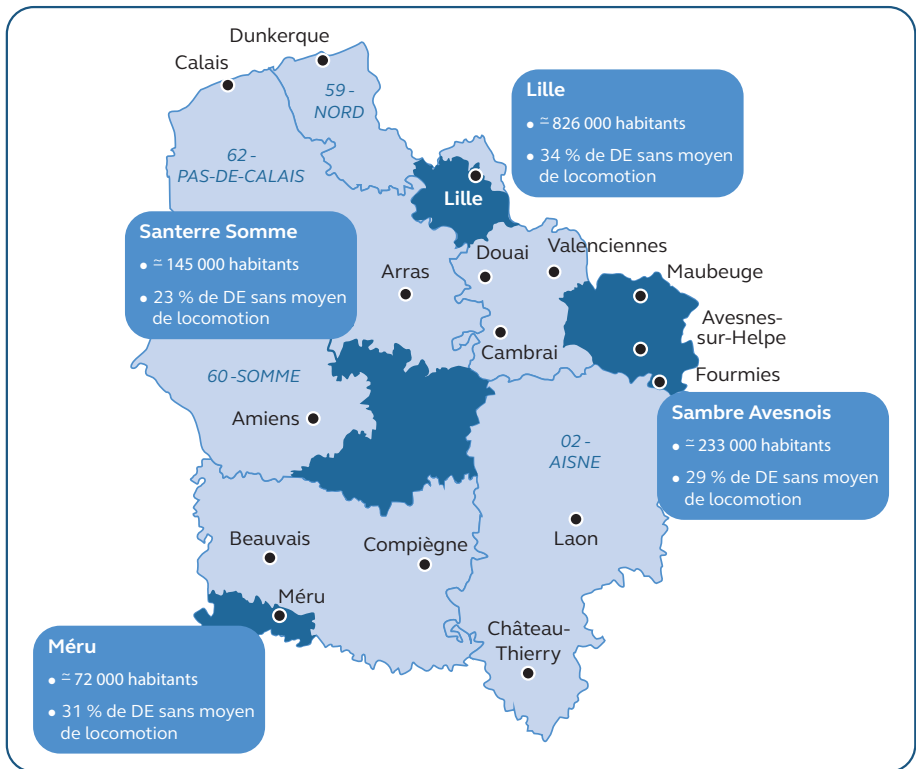 Dunkerque
Calais
59 -
NORD
62 -
PAS-DE-CALAIS
Lille
• ≃ 826 000 habitants
• 34 % de DE sans moyen
de locomotion
Lille
Santerre Somme
• ≃ 145 000 habitants
• 23 % de DE sans moyen
de locomotion
Arras
Douai
Valenciennes
Maubeuge
Avesnes-
sur-Helpe
Cambrai
Fourmies
60 -SOMME
Amiens
Sambre Avesnois
• ≃ 233 000 habitants
• 29 % de DE sans moyen
de locomotion
02 -
AISNE
Laon
Beauvais
Compiègne
Méru
Château-
Thierry
Méru
• ≃ 72 000 habitants
• 31 % de DE sans moyen
de locomotion